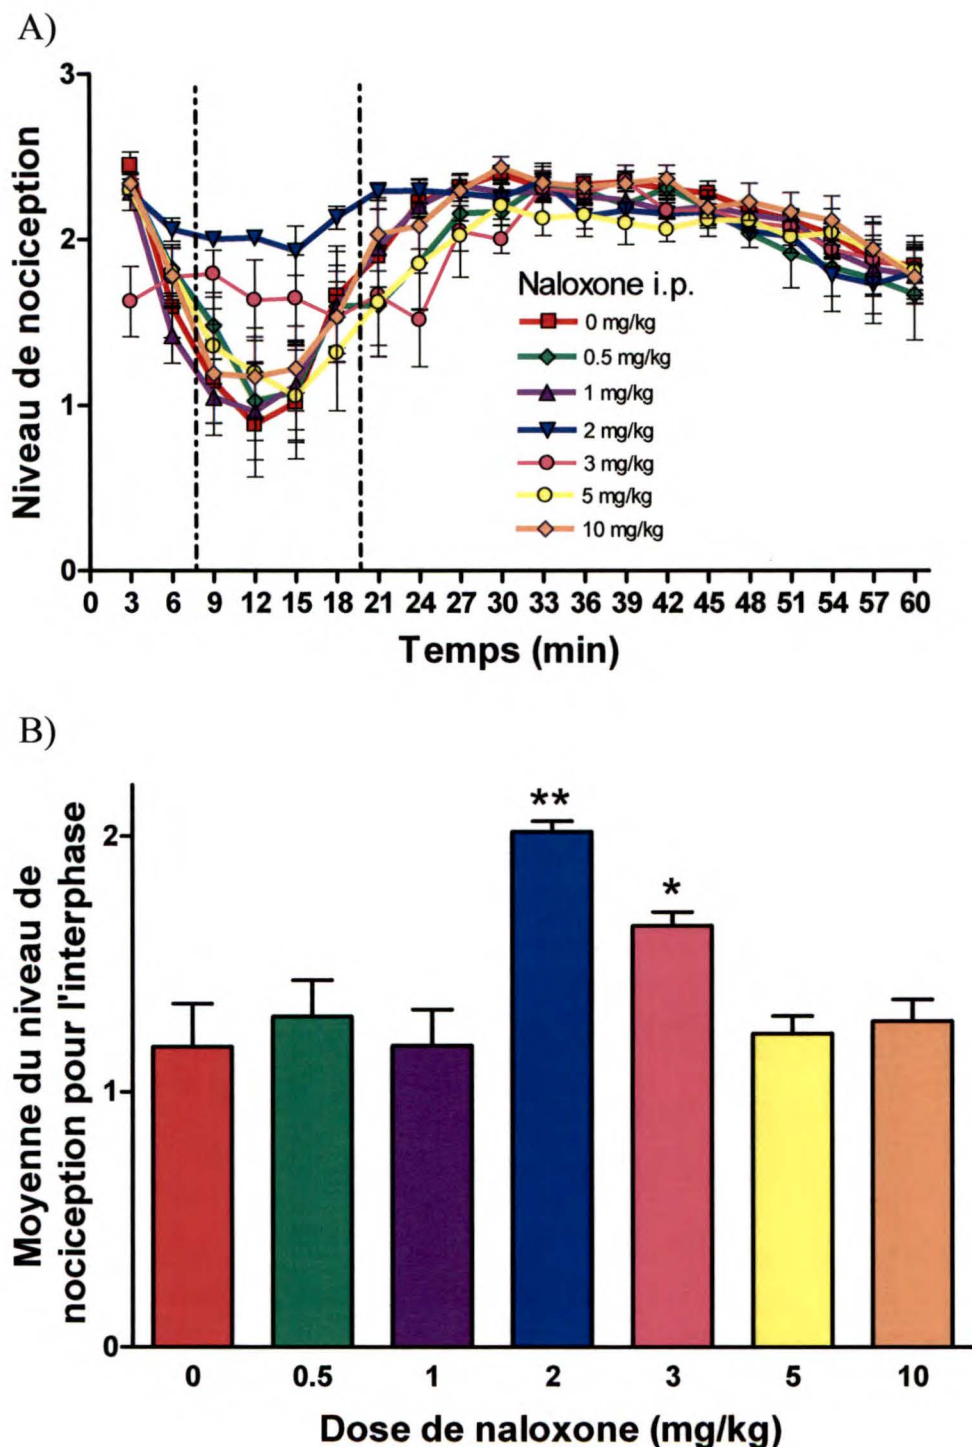 A)
3
2
1
0
Niveau de nociception
Naloxone i.p.
0 mg/kg
0.5 mg/kg
1 mg/kg
2 mg/kg
3 mg/kg
5 mg/kg
10 mg/kg
0 3 6 9 12 15 18 21 24 27 30 33 36 39 42 45 48 51 54 57 60
Temps (min)
B)
Moyenne du niveau de
nociception pour l'interphase
2
1
0
**
*
0 0.5 1 2 3 5 10
Dose de naloxone (mg/kg)